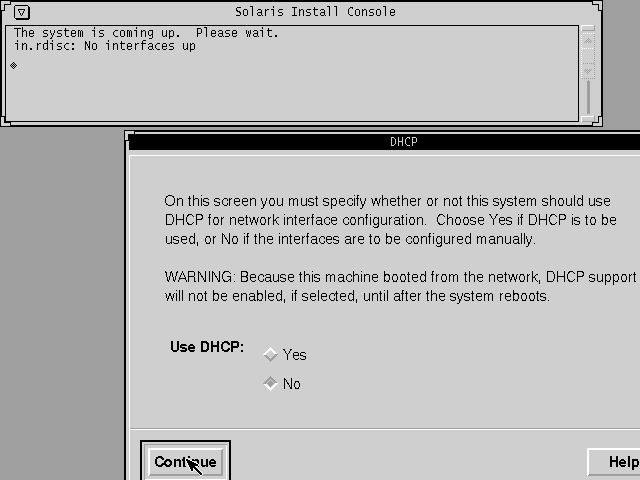 Solaris Install Console
The system is coming up.  Please wait.
in.rdisc: No interfaces up
DHCP
On this screen you must specify whether or not this system should use
DHCP for network interface configuration.  Choose Yes if DHCP is to be
used, or No if the interfaces are to be configured manually.
WARNING: Because this machine booted from the network, DHCP support
will not be enabled, if selected, until after the system reboots.
Use DHCP:
Yes
No
Continue
Help